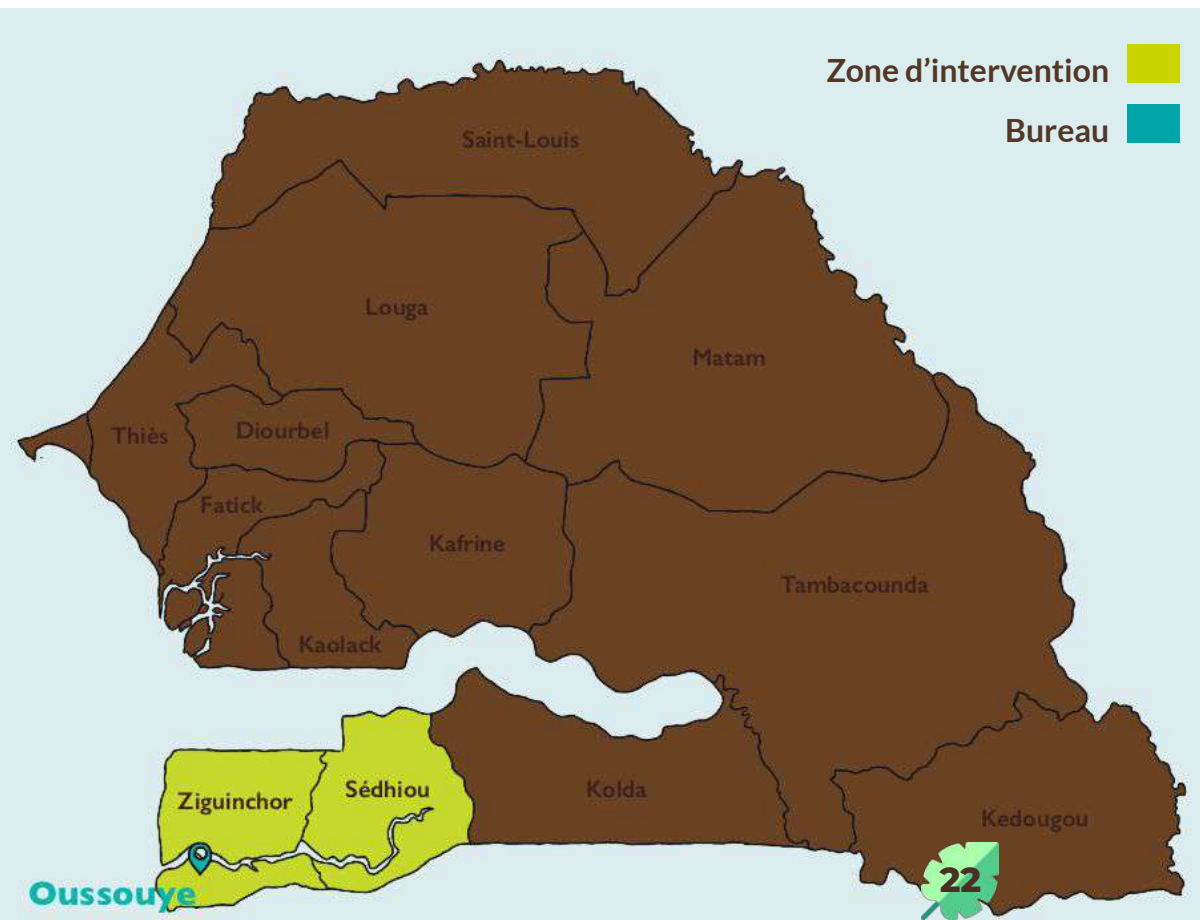 Zone d'intervention
Bureau
Saint-Louis
Louga
Matam
Thiès
Diourbel
Fatick
Kafrine
Tambacounda
Kaolack
Ziguinchor
Sédhiou
Kolda
Kedougou
Oussouye
22